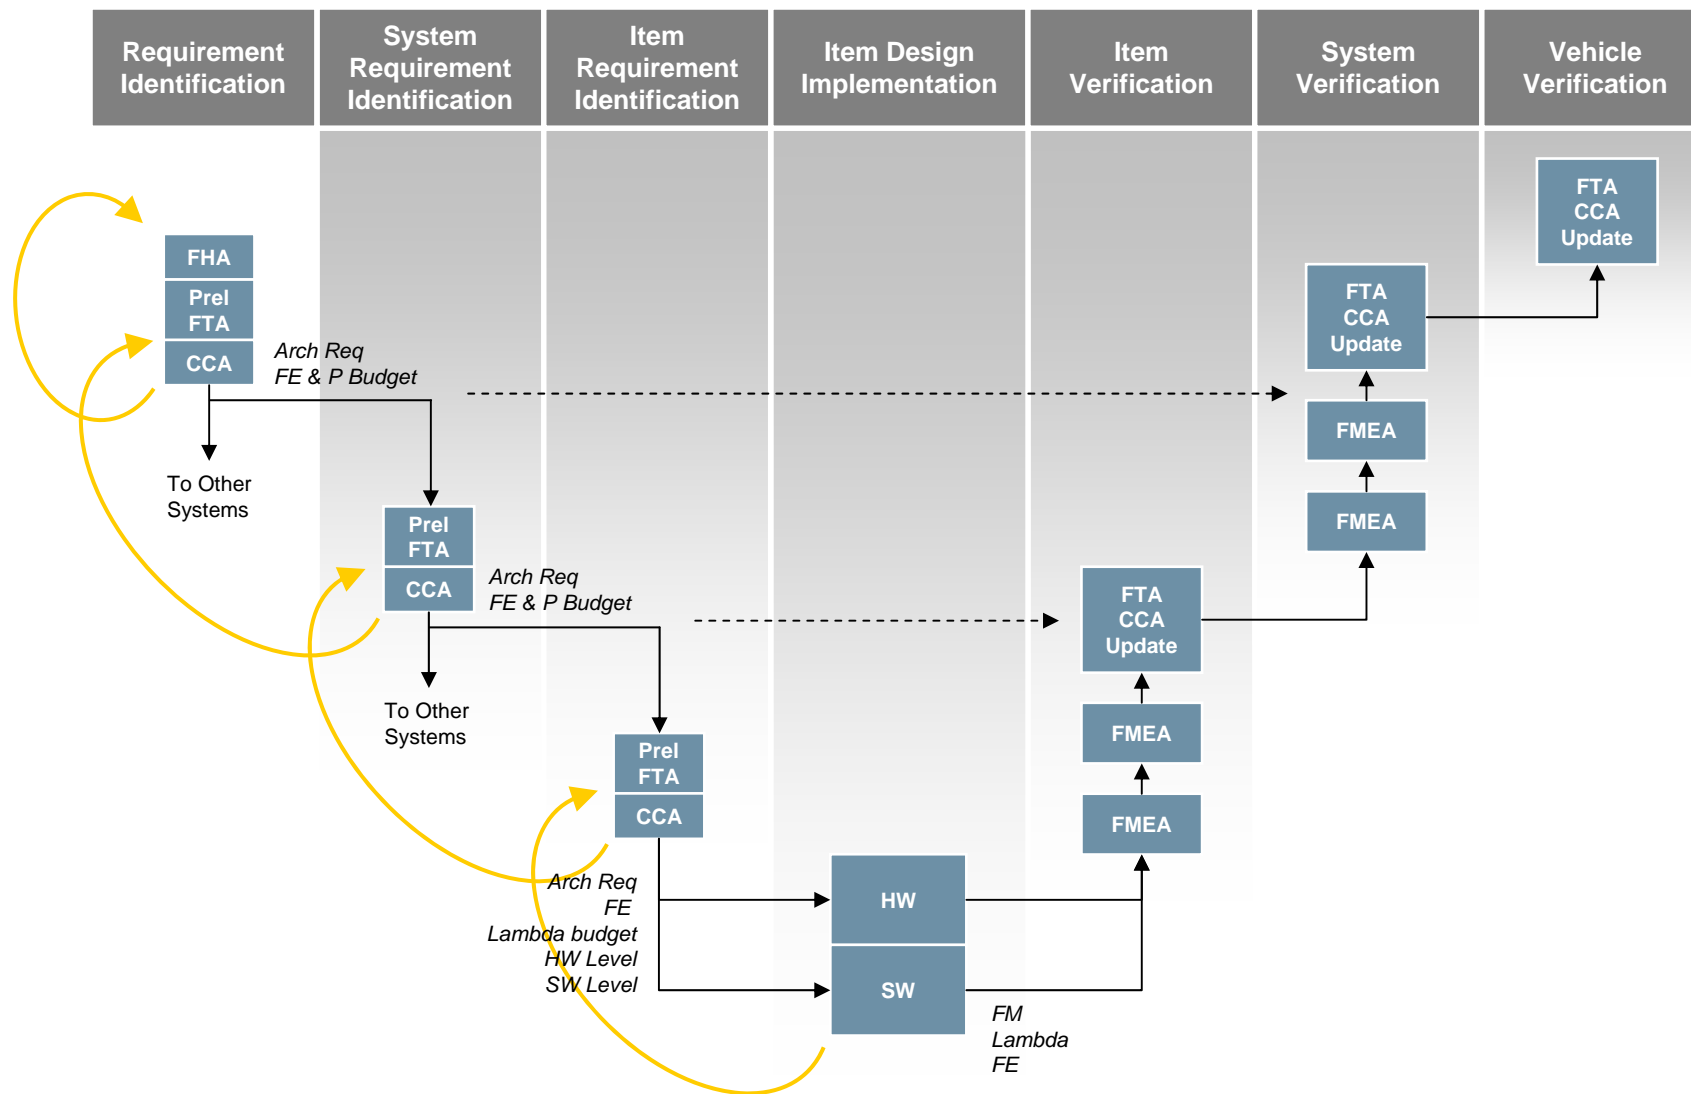 Requirement
Identification
System
Requirement
Identification
Item
Requirement
Identification
Item Design
Implementation
Item
Verification
System
Verification
Vehicle
Verification
FHA
Prel
FTA
CCA
Arch Req
FE & P Budget
To Other
Systems
Prel
FTA
CCA
Arch Req
FE & P Budget
To Other
Systems
Prel
FTA
CCA
Arch Req
FE
Lambda budget
HW Level
SW Level
HW
SW
FM
Lambda
FE
FTA
CCA
Update
FMEA
FMEA
FTA
CCA
Update
FMEA
FMEA
FTA
CCA
Update